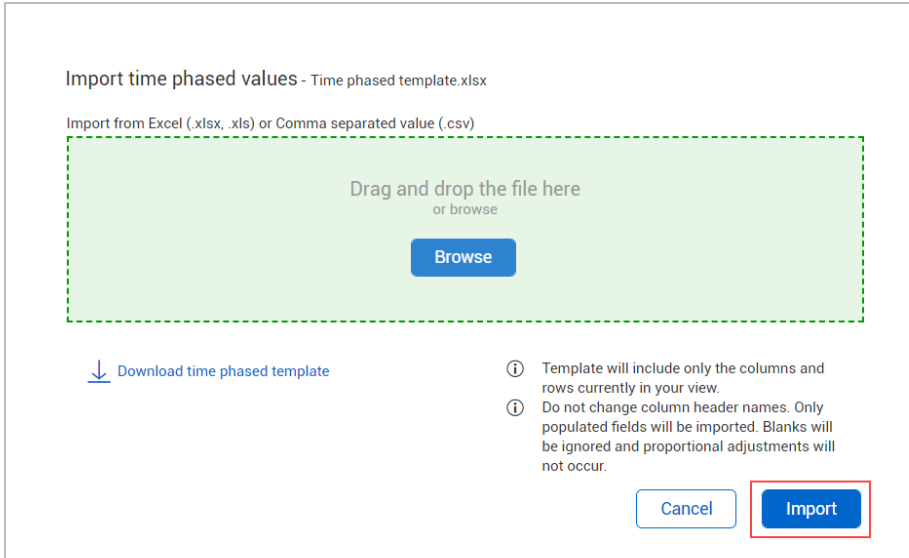 Import time phased values - Time phased template.xlsx
Import from Excel (.xlsx, .xls) or Comma separated value (.csv)
Drag and drop the file here
or browse
Browse
Download time phased template
Template will include only the columns and
rows currently in your view.
Do not change column header names. Only
populated fields will be imported. Blanks will
be ignored and proportional adjustments will
not occur.
Cancel
Import